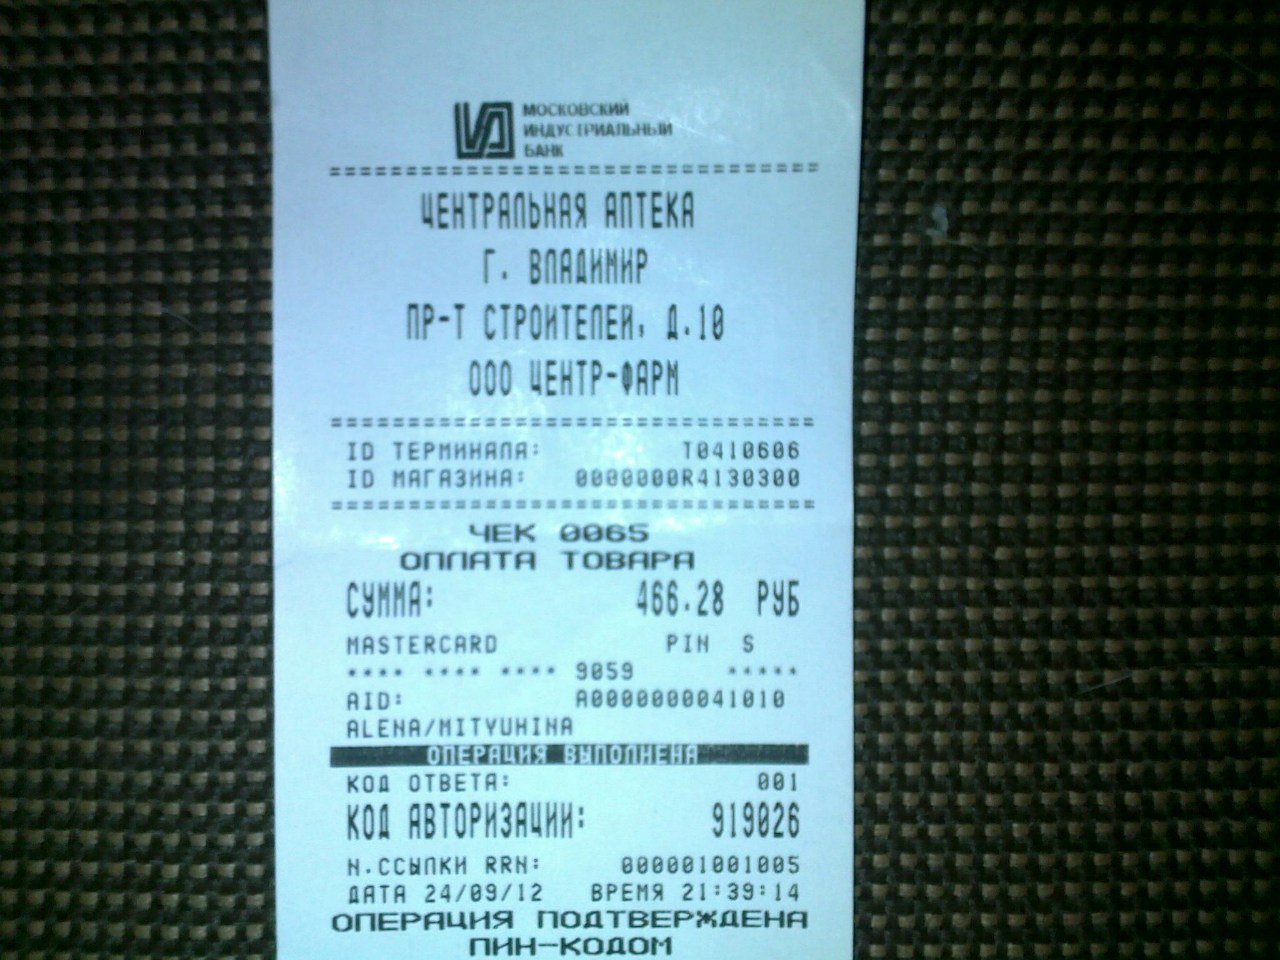 МОСКОВСКИЙ
ИНДУСТРИАЛЬНЫЙ
БАНК
================================
ЦЕНТРАЛЬНАЯ АПТЕКА
Г. ВЛАДИМИР
ПР-Т СТРОИТЕЛЕЙ, Д.10
ООО ЦЕНТР-ФАРМ
================================
ID ТЕРМИНАЛА: T0410606
ID МАГАЗИНА: 0000000R4130300
================================
ЧЕК 0065
ОПЛАТА ТОВАРА
СУММА: 466.28 РУБ
MASTERCARD PIN S
**** **** **** 9059 *****
AID: A0000000041010
ALENA/MITYUHINA
ОПЕРАЦИЯ ВЫПОЛНЕНА
КОД ОТВЕТА: 001
КОД АВТОРИЗАЦИИ: 919026
N.ССЫЛКИ RRN: 000001001005
ДАТА 24/09/12 ВРЕМЯ 21:39:14
ОПЕРАЦИЯ ПОДТВЕРЖДЕНА
ПИН-КОДОМ